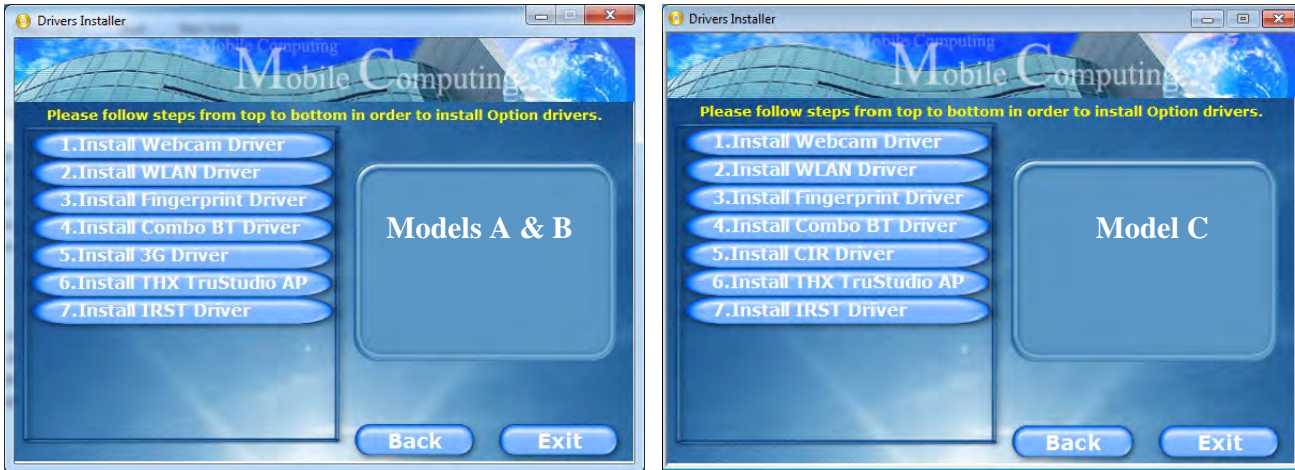 Drivers Installer
Mobile Computing
Mobile Computing
Please follow steps from top to bottom in order to install Option drivers.
1.Install Webcam Driver
2.Install WLAN Driver
3.Install Fingerprint Driver
4.Install Combo BT Driver
5.Install 3G Driver
6.Install THX TruStudio AP
7.Install IRST Driver
Models A & B
Back
Exit
Drivers Installer
Mobile Computing
Mobile Computing
Please follow steps from top to bottom in order to install Option drivers.
1.Install Webcam Driver
2.Install WLAN Driver
3.Install Fingerprint Driver
4.Install Combo BT Driver
5.Install CIR Driver
6.Install THX TruStudio AP
7.Install IRST Driver
Model C
Back
Exit